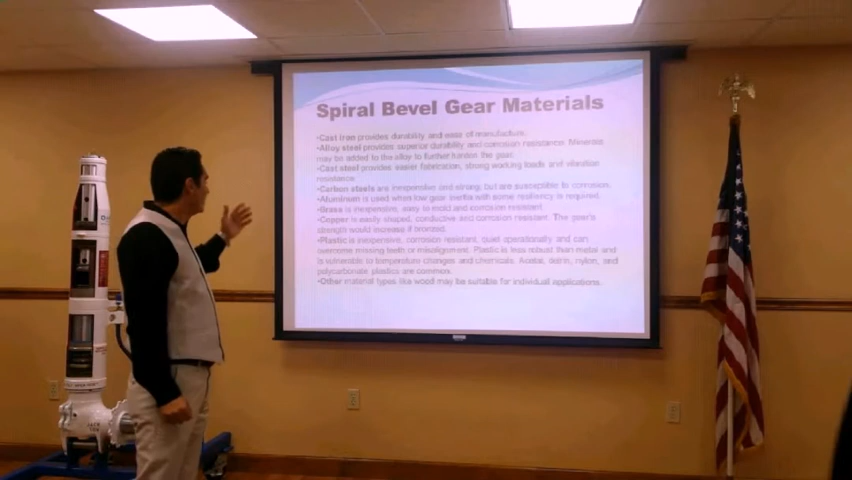 Spiral Bevel Gear Materials
•Cast iron provides durability and ease of manufacture.
•Alloy steel provides superior durability and corrosion resistance. Minerals
may be added to the alloy to further harden the gear.
•Cast steel provides easier fabrication, strong working loads and vibration
resistance.
•Carbon steels are inexpensive and strong, but are susceptible to corrosion.
•Aluminum is used when low gear inertia with some resiliency is required.
is inexpensive, easy to mold and corrosion resistant.
•Copper is easily shaped, conductive and corrosion resistant. The gear's
strength would increase if bronzed.
•Plastic is inexpensive, corrosion resistant, quiet operationally and can
overcome missing teeth or misalignment. Plastic is less robust than metal and
is vulnerable to temperature changes and chemicals. Acetal, delrin, nylon, and
polycarbonate plastics are common.
•Other material types like wood may be suitable for individual applications.